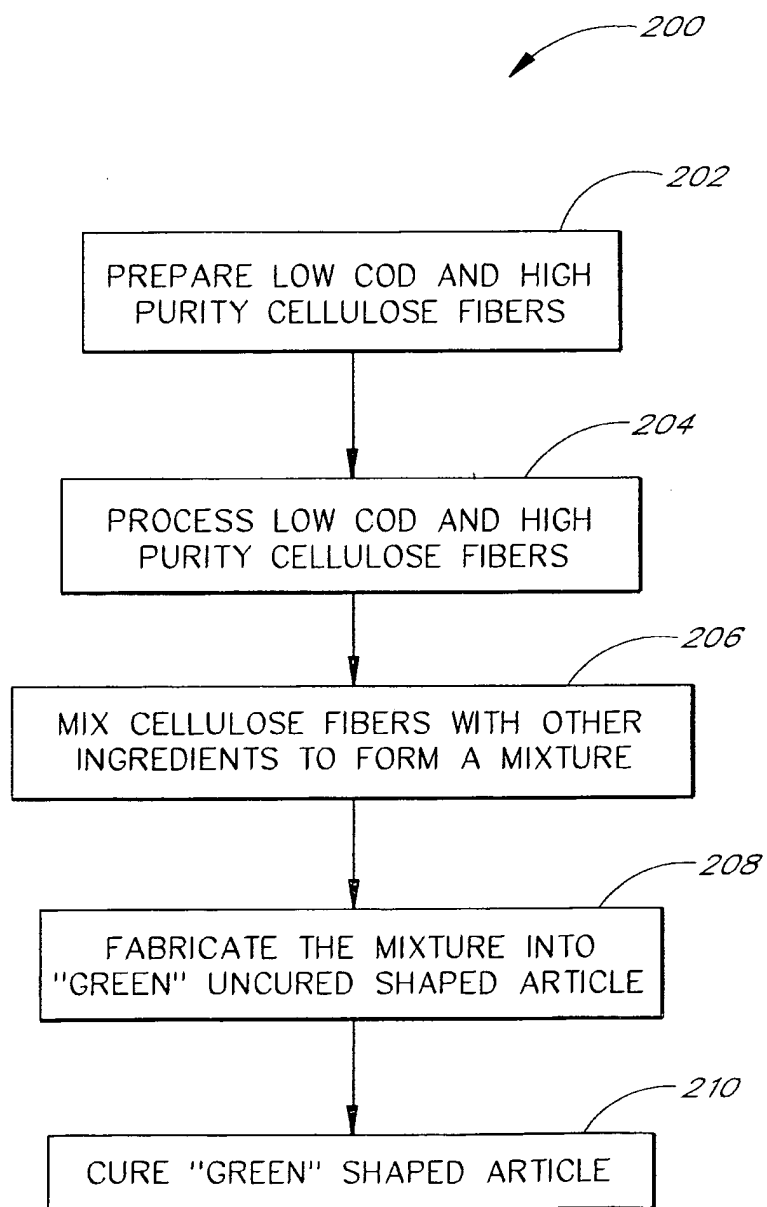 200
202
PREPARE LOW COD AND HIGH
PURITY CELLULOSE FIBERS
204
PROCESS LOW COD AND HIGH
PURITY CELLULOSE FIBERS
206
MIX CELLULOSE FIBERS WITH OTHER
INGREDIENTS TO FORM A MIXTURE
208
FABRICATE THE MIXTURE INTO
"GREEN" UNCURED SHAPED ARTICLE
210
CURE "GREEN" SHAPED ARTICLE